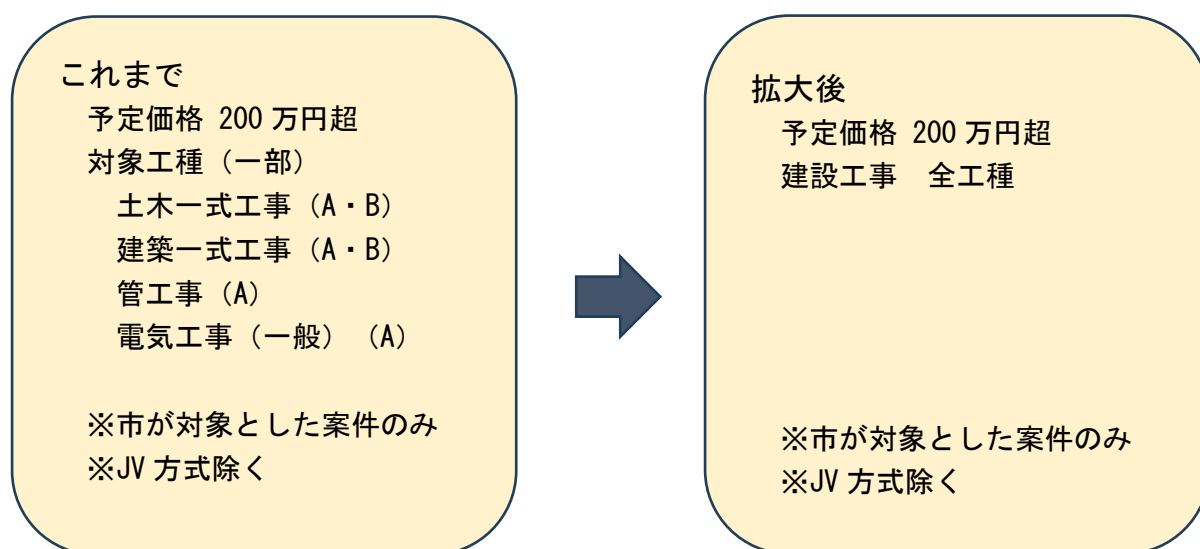 これまで
予定価格 200 万円超
対象工種（一部）
土木一式工事（A・B）
建築一式工事（A・B）
管工事（A）
電気工事（一般）（A）
※市が対象とした案件のみ
※JV 方式除く
拡大後
予定価格 200 万円超
建設工事　全工種
※市が対象とした案件のみ
※JV 方式除く